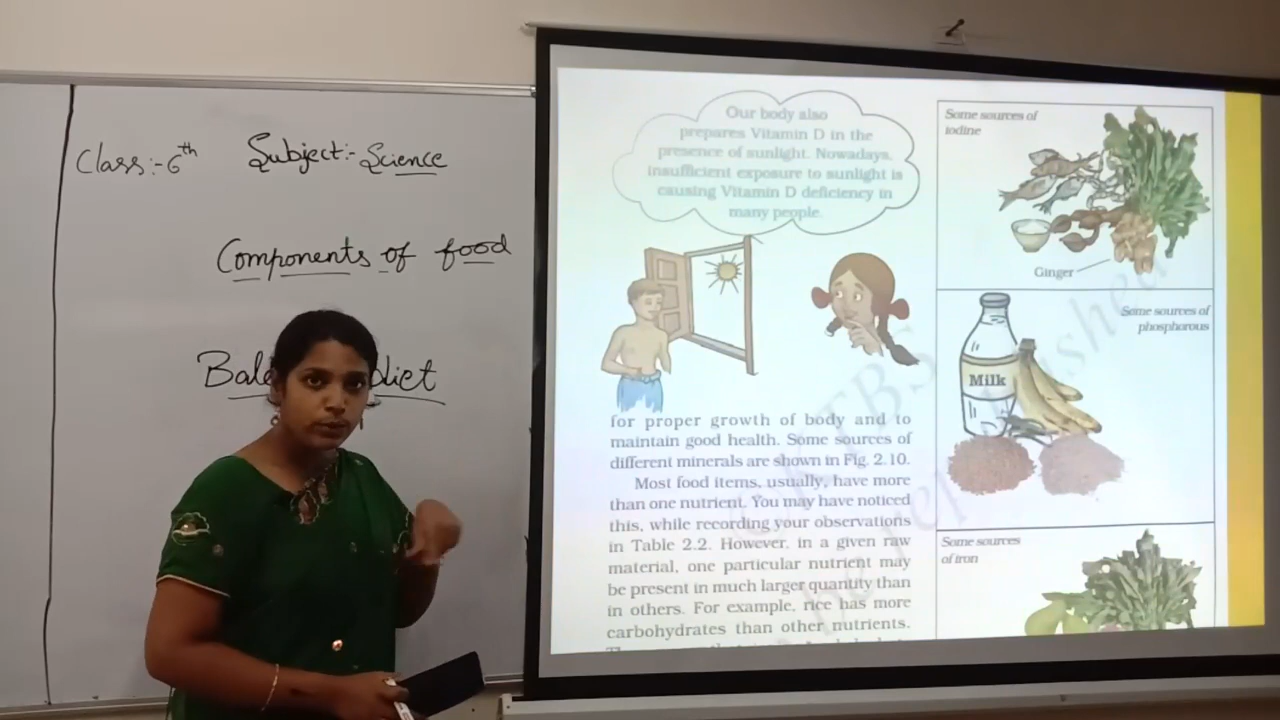 Class:- 6th Subject:- Science
Components of food
diet
Our body also
prepares Vitamin D in the
presence of sunlight. Nowadays,
insufficient exposure to sunlight is
causing Vitamin D deficiency in
many people.
for proper growth of body and to
maintain good health. Some sources of
different minerals are shown in Fig. 2.10.
Most food items, usually, have more
than one nutrient. You may have noticed
this, while recording your observations
in Table 2.2. However, in a given raw
material, one particular nutrient may
be present in much larger quantity than
in others. For example, rice has more
carbohydrates than other nutrients.
Some sources of
iodine
Ginger
Some sources of
phosphorous
Milk
Some sources
of iron
©KTBS